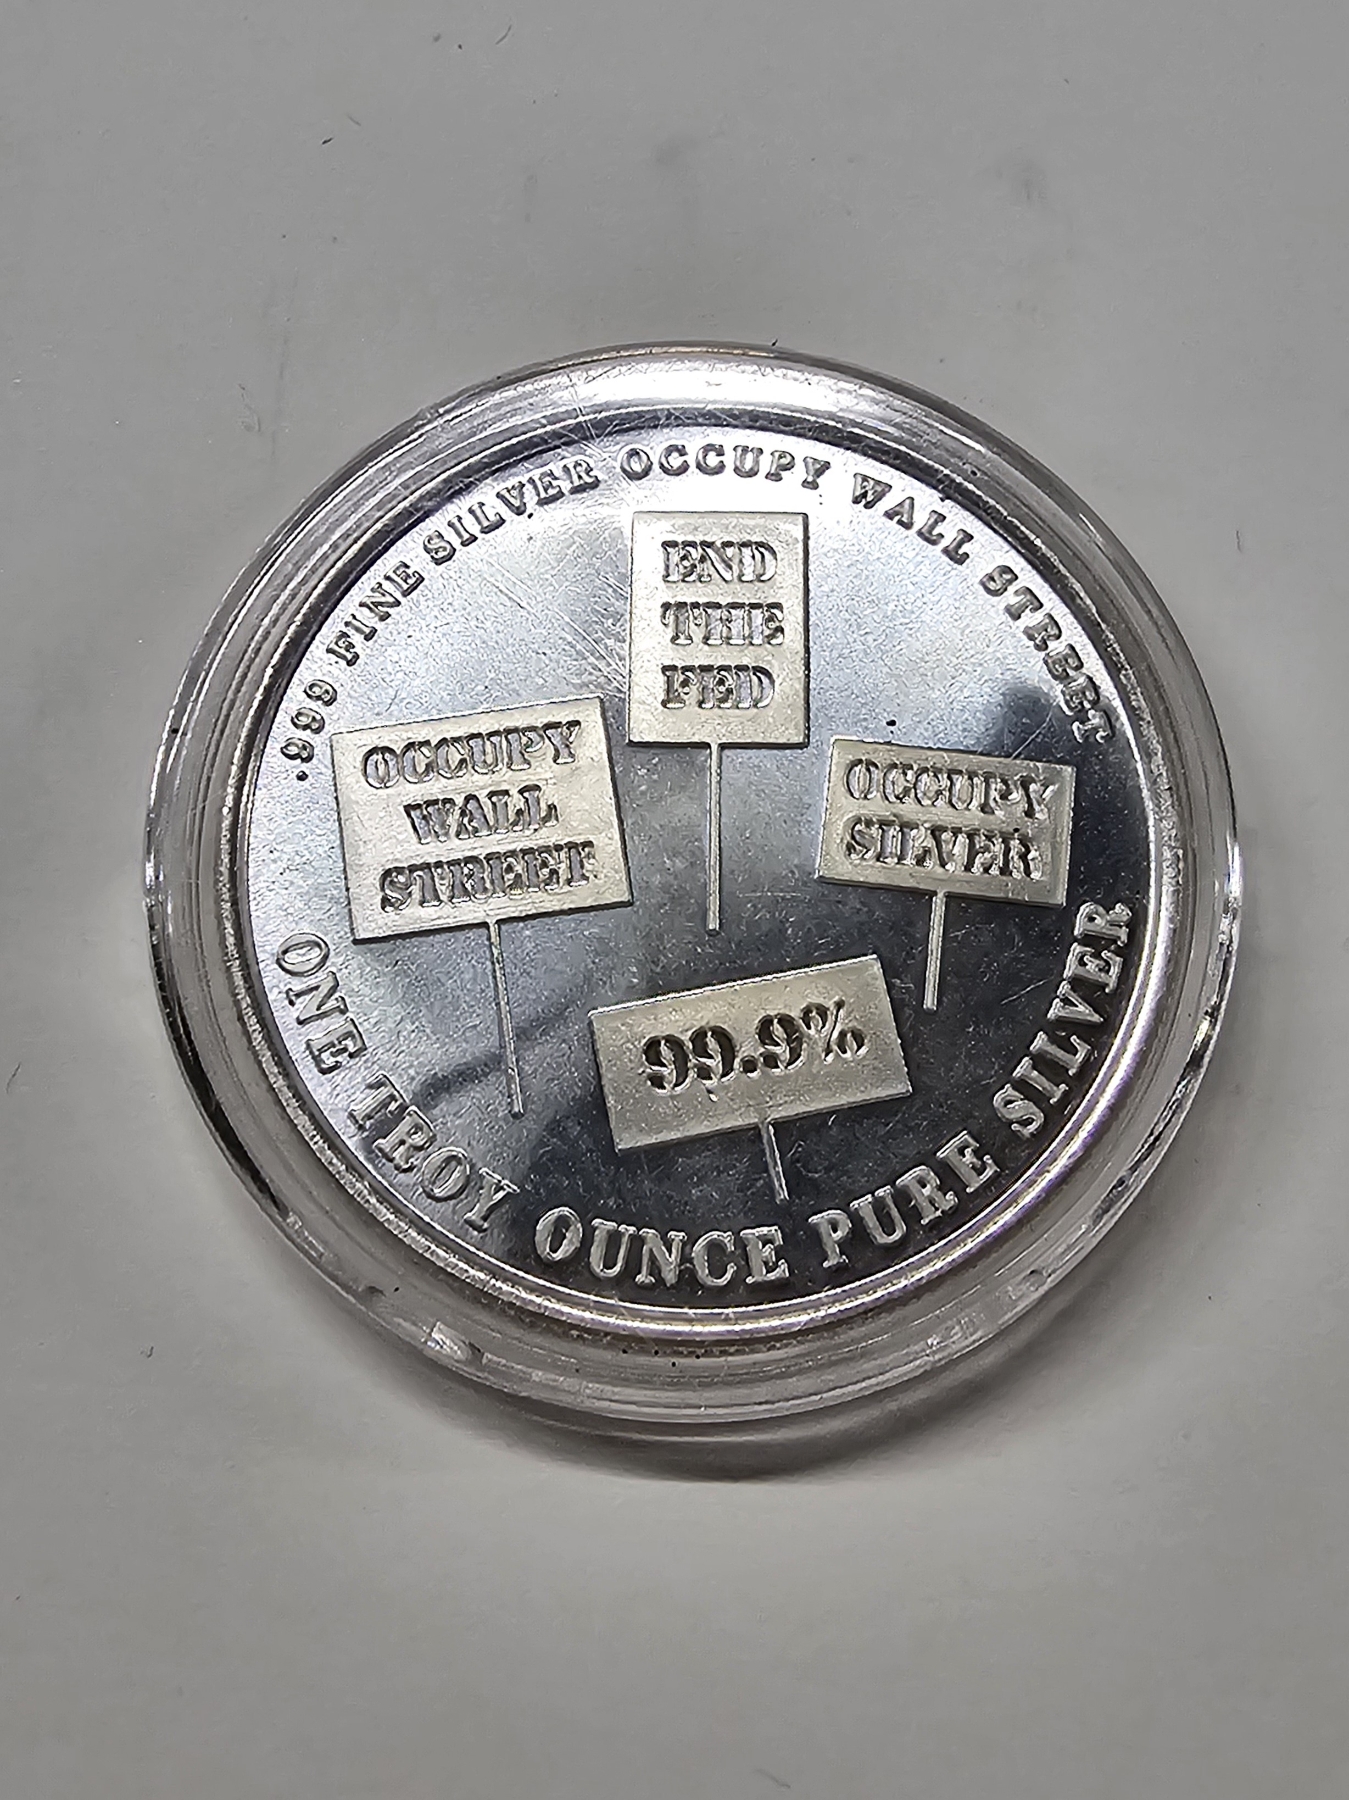 .999 FINE SILVER OCCUPY WALL STREET
END
THE
FED
OCCUPY
WALL
STREET
OCCUPY
SILVER
99.9%
ONE TROY OUNCE PURE SILVER